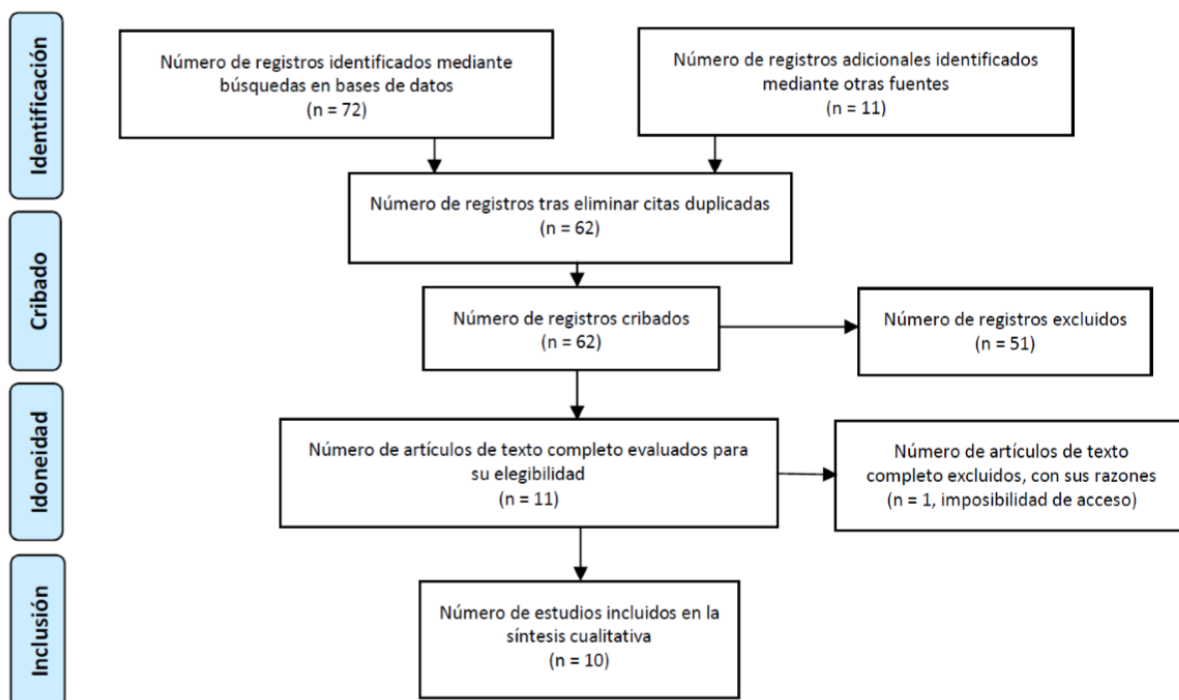 Identificación
Número de registros identificados mediante
búsquedas en bases de datos
(n = 72)
Número de registros adicionales identificados
mediante otras fuentes
(n = 11)
Número de registros tras eliminar citas duplicadas
(n = 62)
Cribado
Número de registros cribados
(n = 62)
Número de registros excluidos
(n = 51)
Idoneidad
Número de artículos de texto completo evaluados para
su elegibilidad
(n = 11)
Número de artículos de texto
completo excluidos, con sus razones
(n = 1, imposibilidad de acceso)
Inclusión
Número de estudios incluidos en la
síntesis cualitativa
(n = 10)